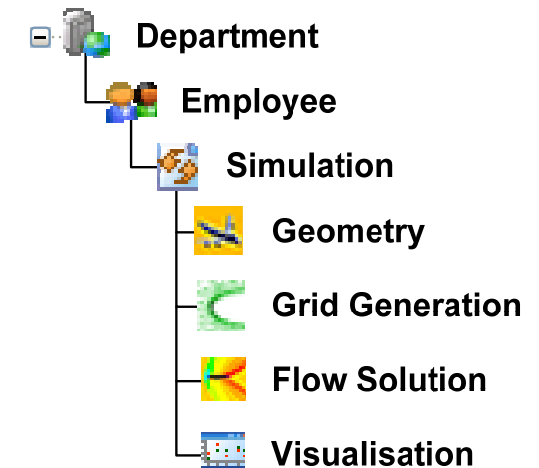 Department
Employee
Simulation
Geometry
Grid Generation
Flow Solution
Visualisation